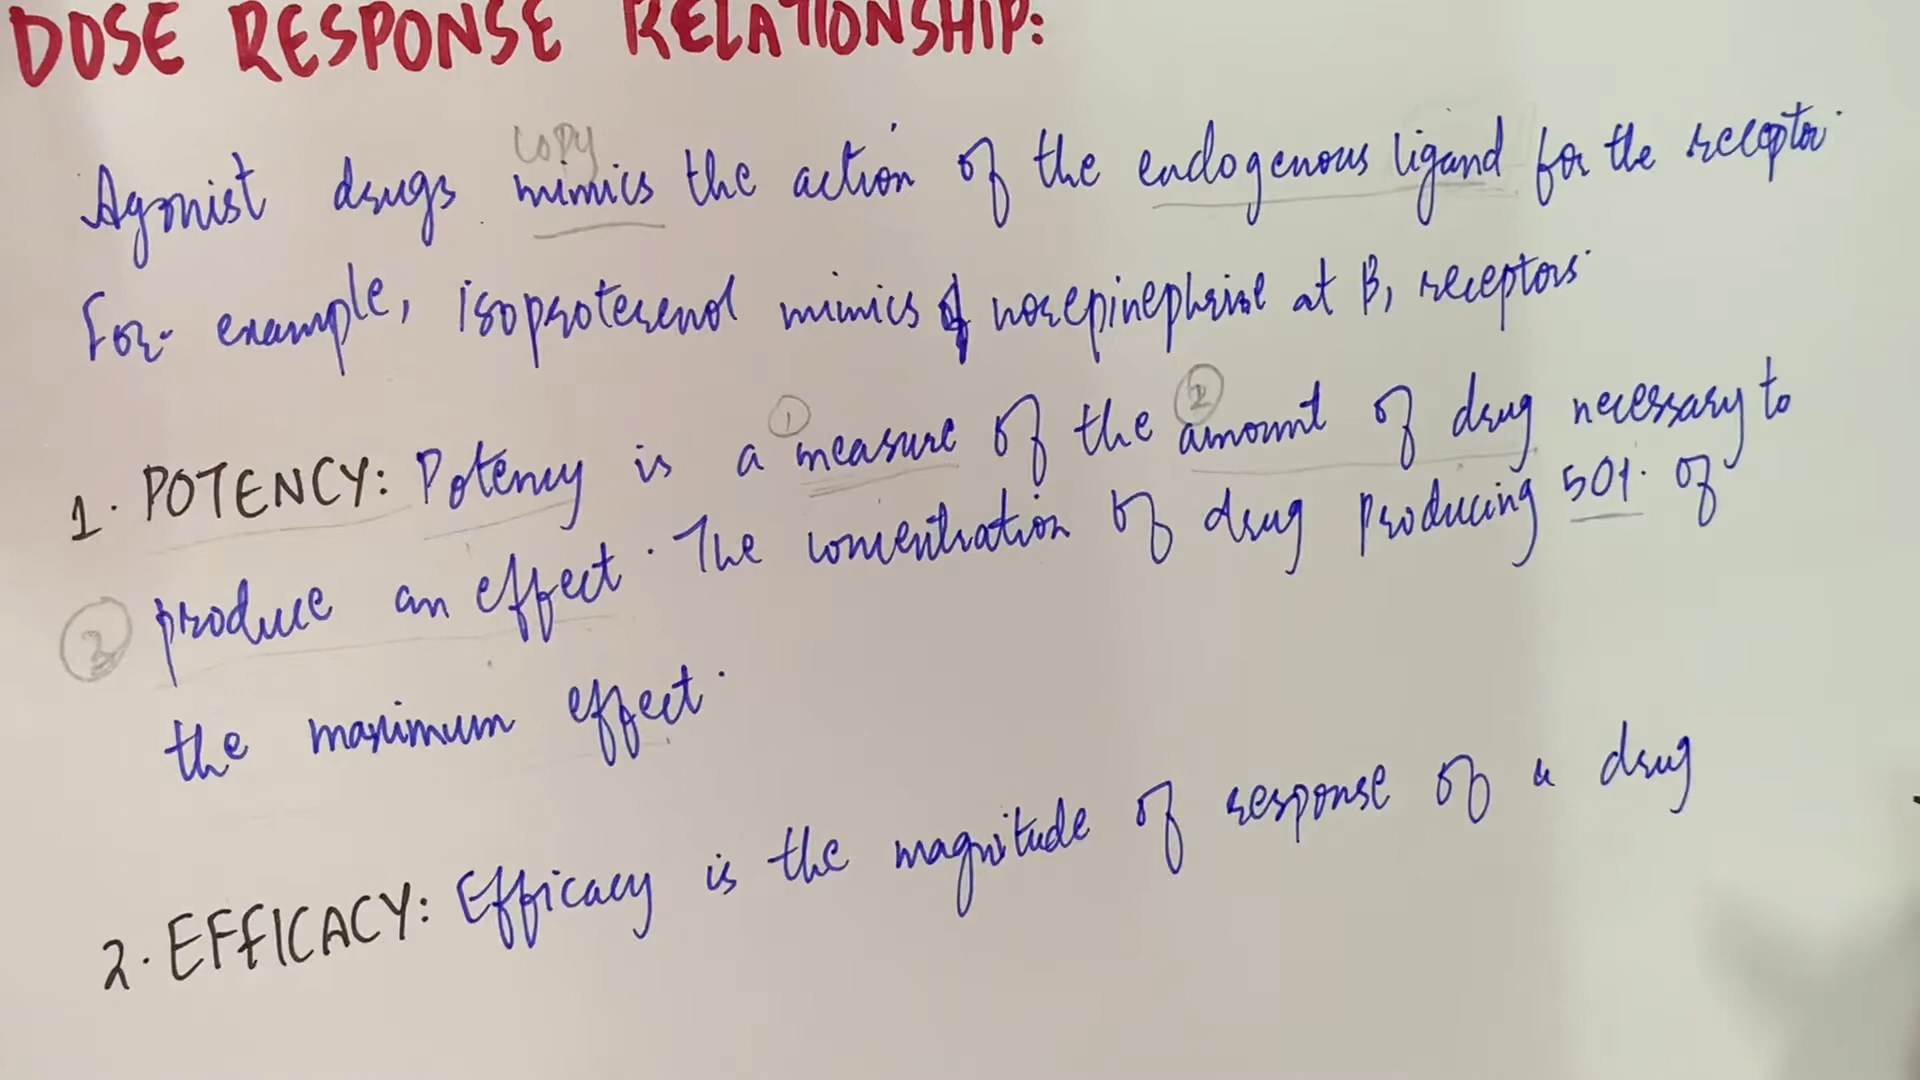 DOSE RESPONSE RELATIONSHIP:
copy
Agonist drugs mimics the action of the endogenous ligand for the receptor.
For example, isoproterenol mimics norepinephrine at β1 receptors.
1 2
1. POTENCY: Potency is a measure of the amount of drug necessary to
3 produce an effect. The concentration of drug producing 50% of
the maximum effect.
2. EFFICACY: Efficacy is the magnitude of response of a drug